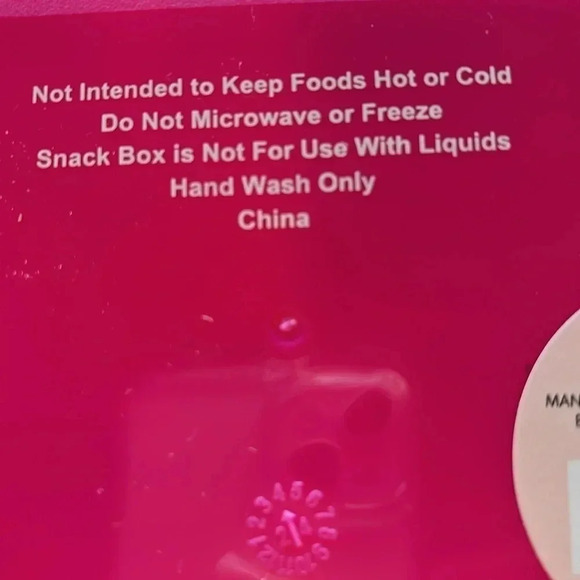 Not Intended to Keep Foods Hot or Cold
Do Not Microwave or Freeze
Snack Box is Not For Use With Liquids
Hand Wash Only
China
MAN